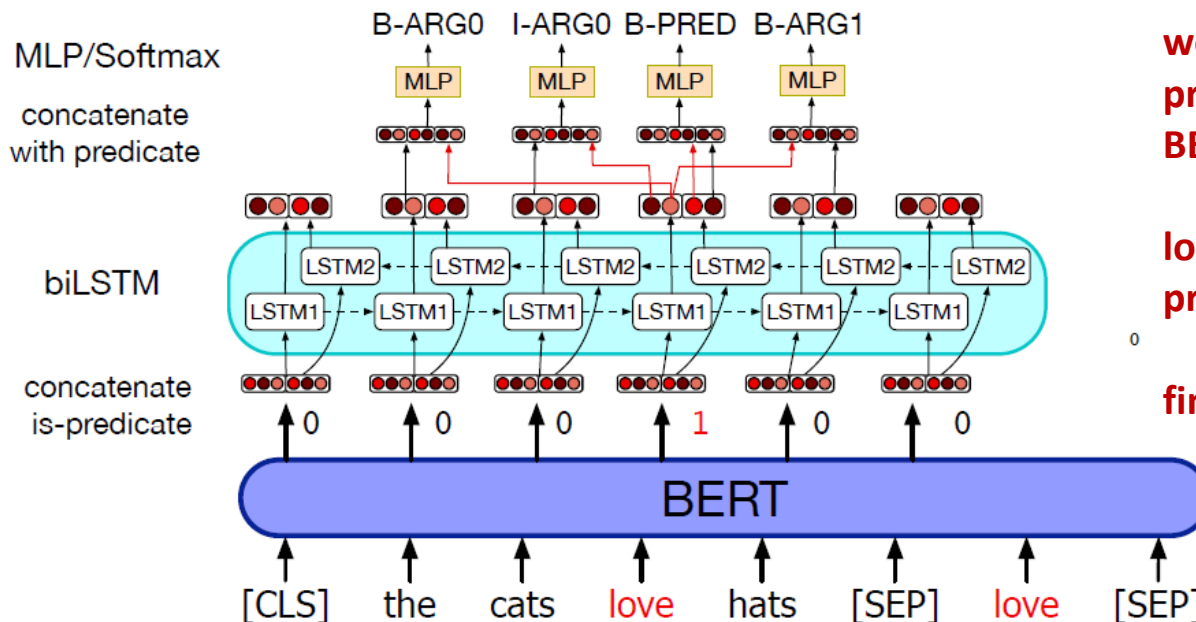 B-ARG0 I-ARG0 B-PRED B-ARG1
MLP/Softmax
MLP MLP MLP MLP
concatenate
with predicate
biLSTM
LSTM2 LSTM2 LSTM2 LSTM2 LSTM2 LSTM2
LSTM1 LSTM1 LSTM1 LSTM1 LSTM1 LSTM1
concatenate
is-predicate
0 0 0 1 0 0
BERT
[CLS] the cats love hats [SEP] love [SEP]
0